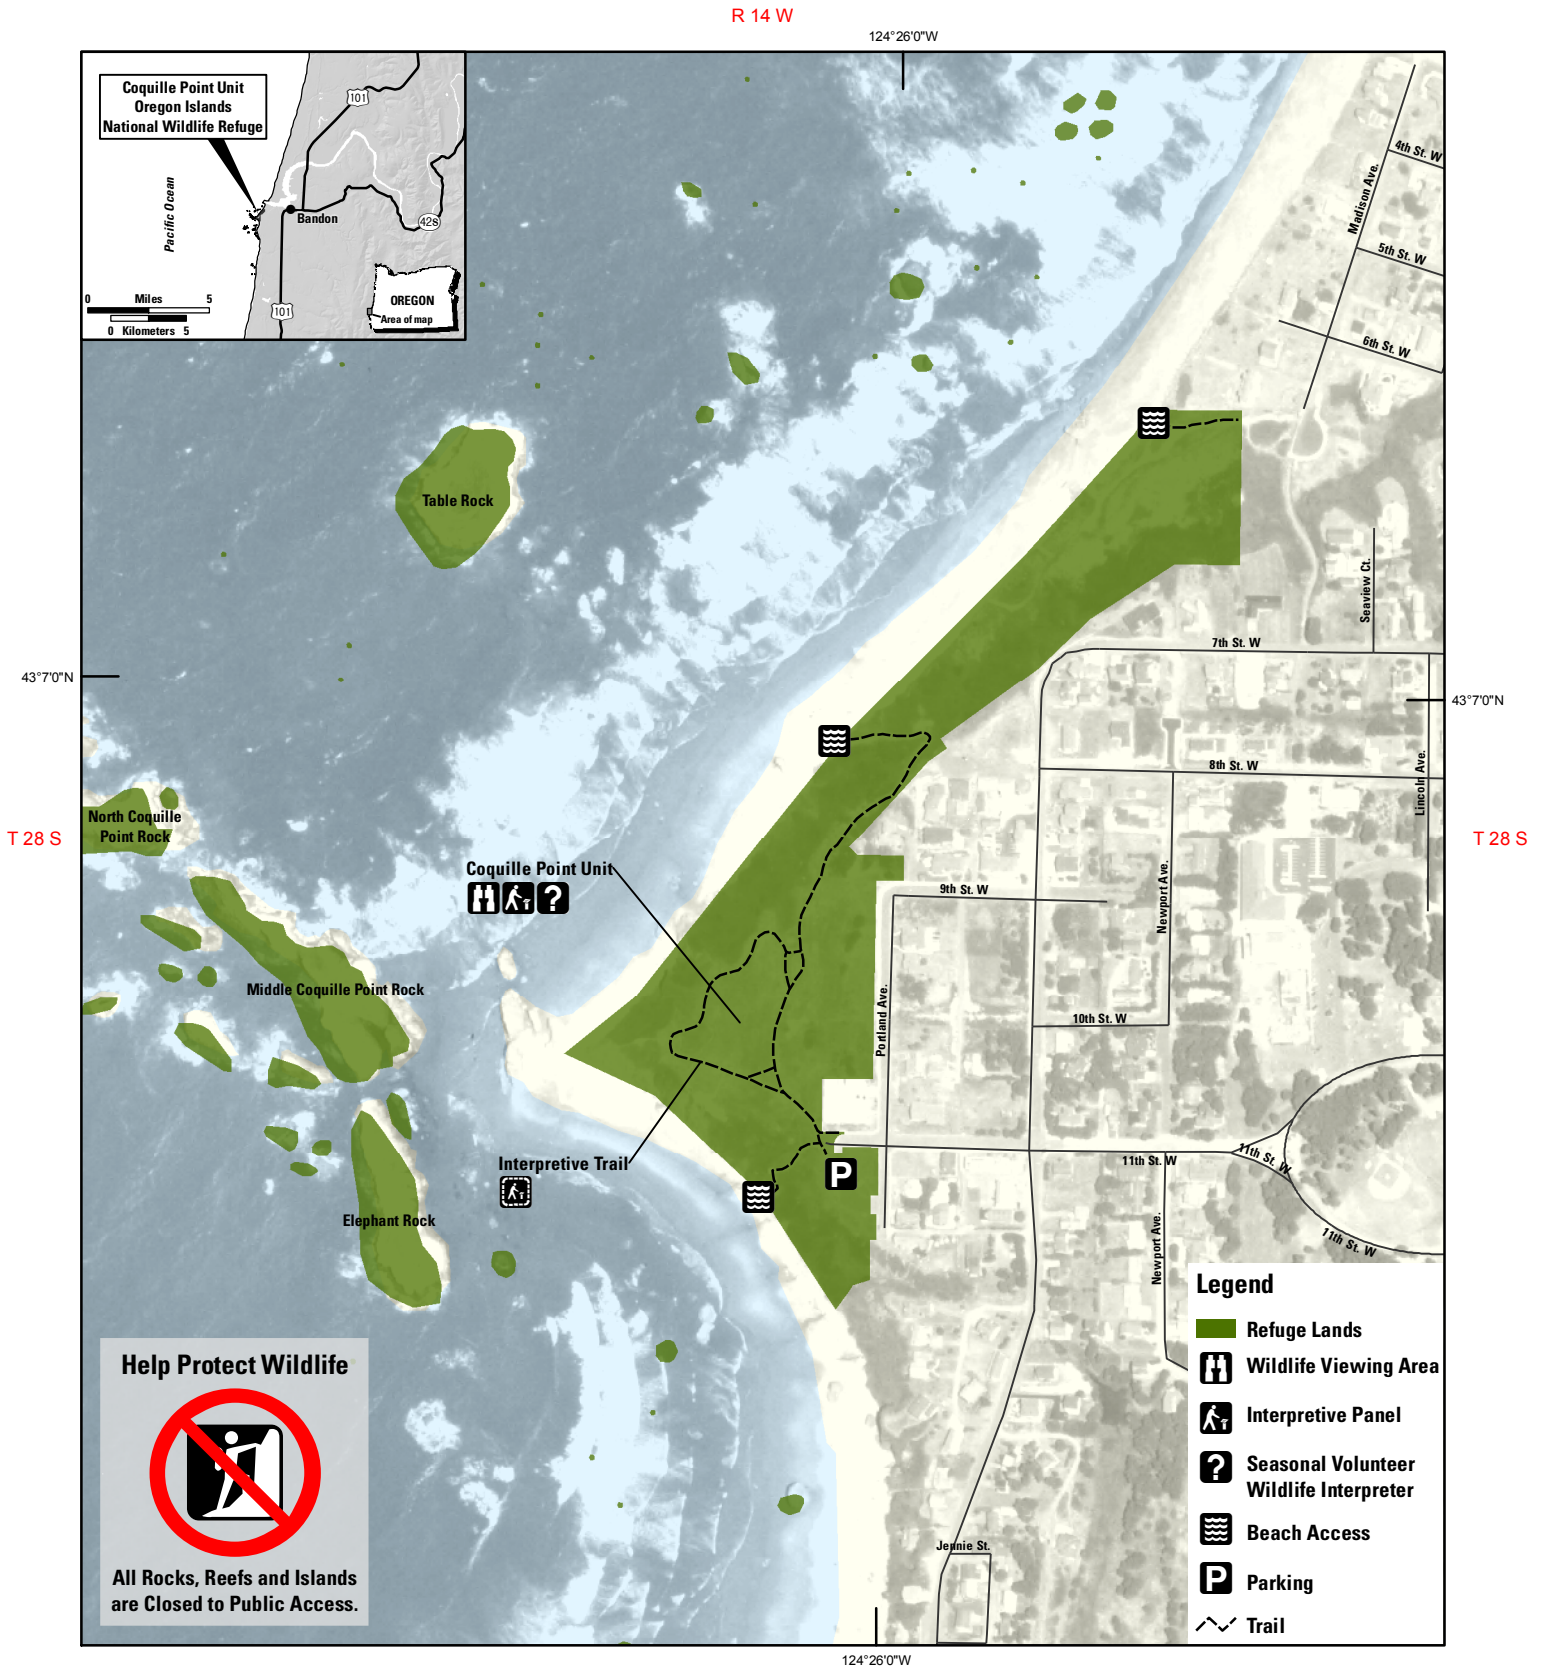 R 14 W
124°26'0"W
Coquille Point Unit
Oregon Islands
National Wildlife Refuge
101
Pacific Ocean
Bandon
42S
0 Miles 5
0 Kilometers 5
101
OREGON
Area of map
4th St. W
Madison Ave.
5th St. W
6th St. W
Table Rock
Seaview Ct.
7th St. W
43°7'0"N
43°7'0"N
8th St. W
Lincoln Ave.
North Coquille
Point Rock
T 28 S
T 28 S
Coquille Point Unit
?
9th St. W
Newport Ave.
Middle Coquille Point Rock
Portland Ave.
10th St. W
11th St. W
11th St. W
Interpretive Trail
P
Elephant Rock
Newport Ave.
11th St. W
Legend
Refuge Lands
Wildlife Viewing Area
Interpretive Panel
? Seasonal Volunteer
Wildlife Interpreter
Beach Access
P Parking
Trail
Help Protect Wildlife
All Rocks, Reefs and Islands
are Closed to Public Access.
Jennie St.
124°26'0"W